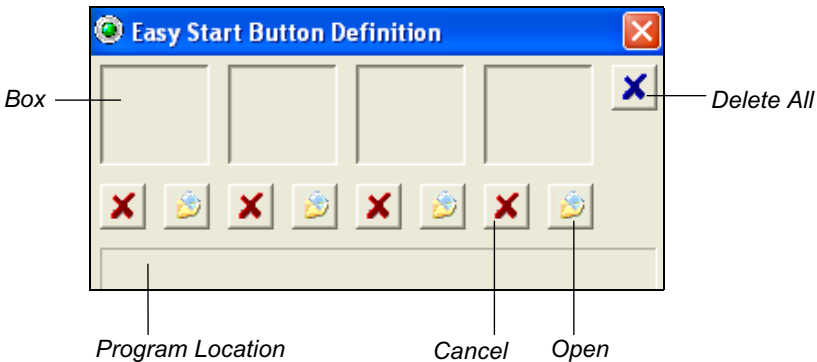 Easy Start Button Definition
Box
Delete All
Program Location
Cancel
Open